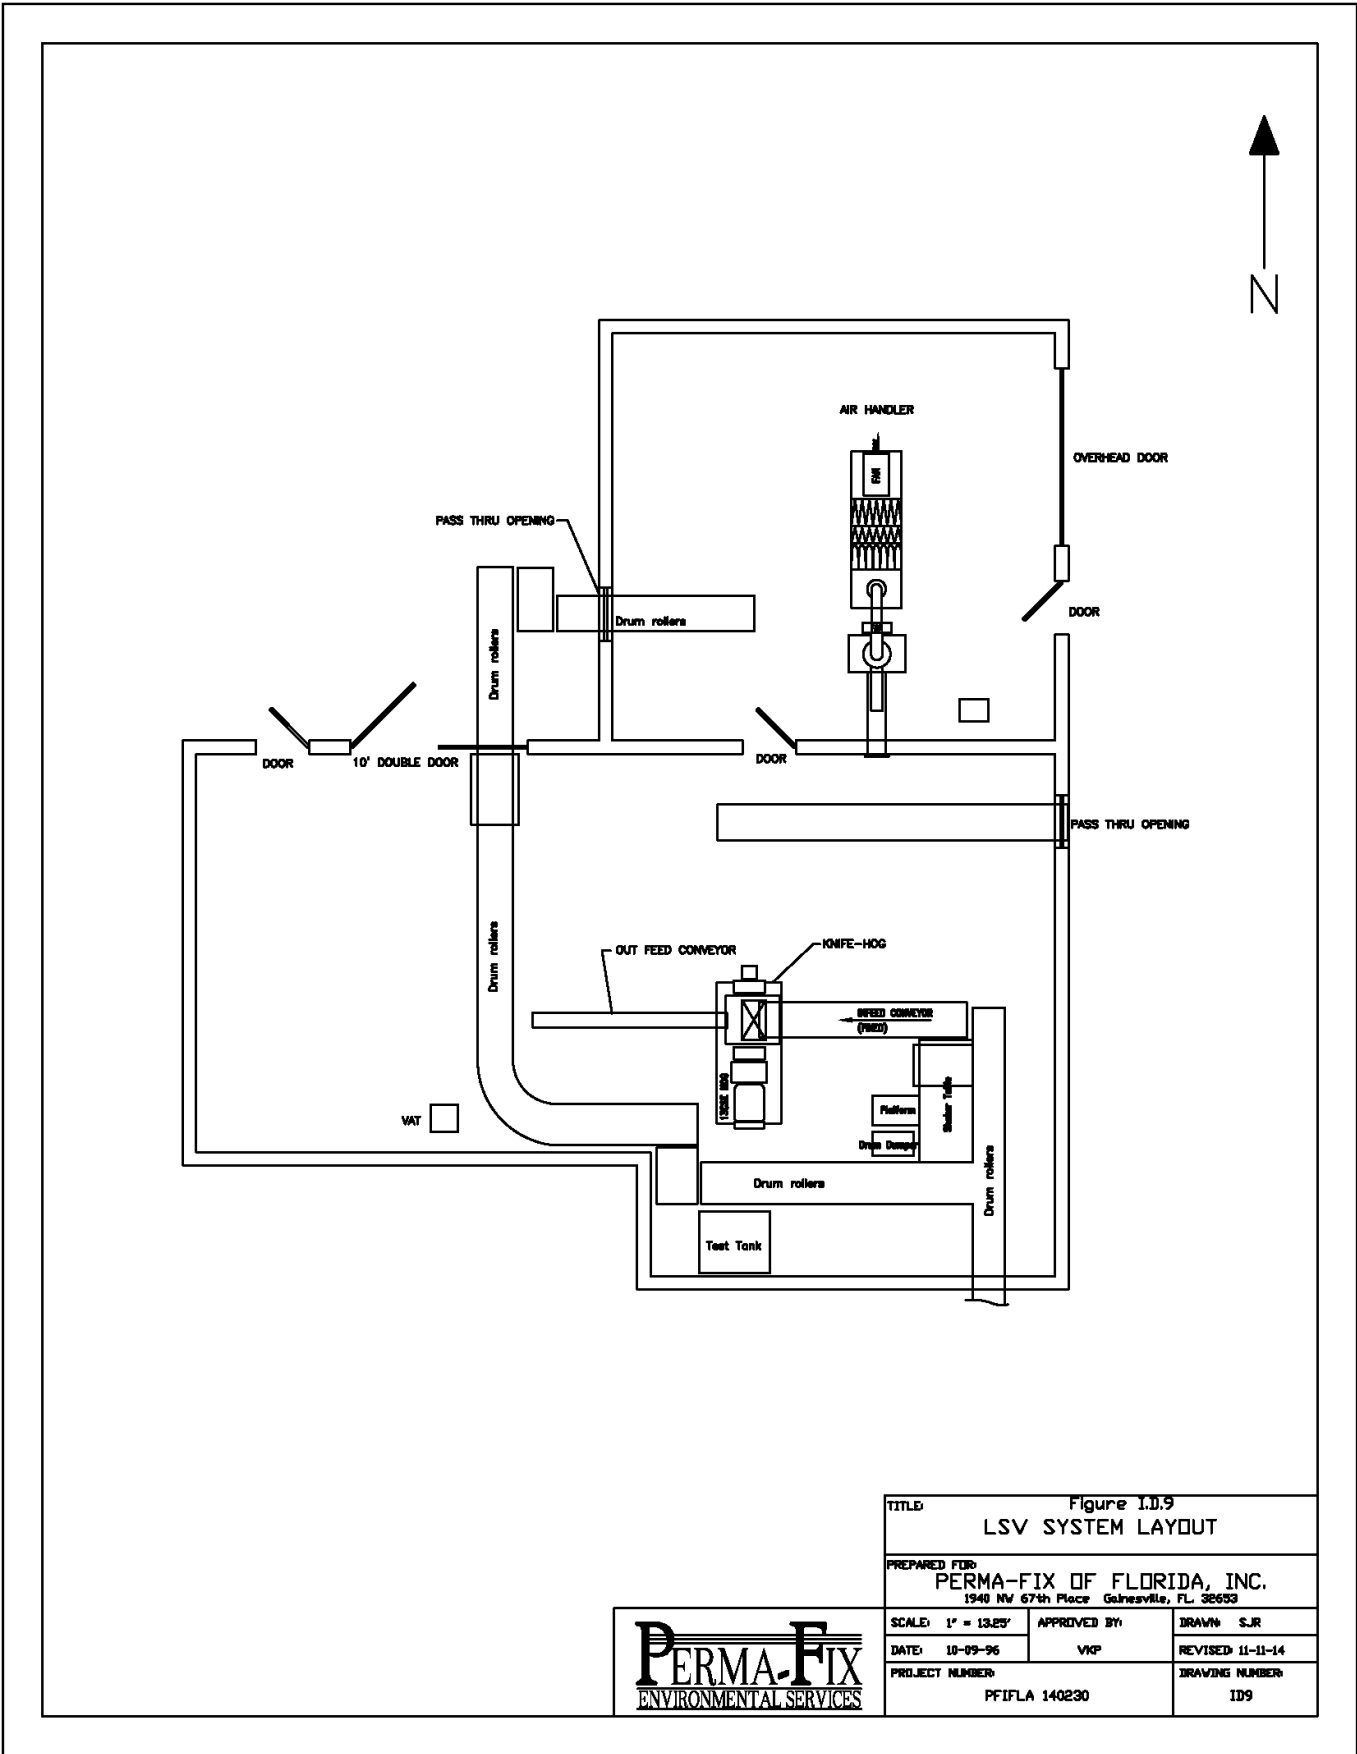 N
AIR HANDLER
FAN
OVERHEAD DOOR
PASS THRU OPENING
DOOR
Drum rollers
Drum rollers
DOOR
10' DOUBLE DOOR
DOOR
PASS THRU OPENING
Drum rollers
OUT FEED CONVEYOR
KNIFE-HOG
INFEED CONVEYOR
(FIXED)
HOG
Shaker Table
Platform
VAT
Drum Dumper
Drum rollers
Drum rollers
Test Tank
TITLE:
Figure I.D.9
LSV SYSTEM LAYOUT
PREPARED FOR:
PERMA-FIX OF FLORIDA, INC.
1940 NW 67th Place Gainesville, FL. 32653
SCALE: 1" = 13.25'
APPROVED BY:
DRAWN: SJR
DATE: 10-09-96
VKP
REVISED: 11-11-14
PROJECT NUMBER:
DRAWING NUMBER:
PFIFLA 140230
ID9
PERMA-FIX
ENVIRONMENTAL SERVICES